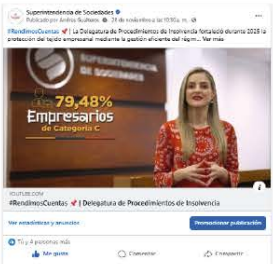 Superintendencia de Sociedades
Publicado por Andrea
28 de noviembre a las 10:30 a. m.
#RendimosCuentas 📌 | La Delegatura de Procedimientos de Insolvencia fortaleció durante 2025 la
protección del tejido empresarial mediante la gestión eficiente del régim... Ver más
SUPERINTENDENCIA
DE SOCIEDADES
79,48%
Empresarios
de Categoría C
YOUTUBE.COM
#RendimosCuentas 📌 | Delegatura de Procedimientos de Insolvencia
Ver estadísticas y anuncios
Promocionar publicación
Tú y 4 personas más
Me gusta
Comentar
Compartir